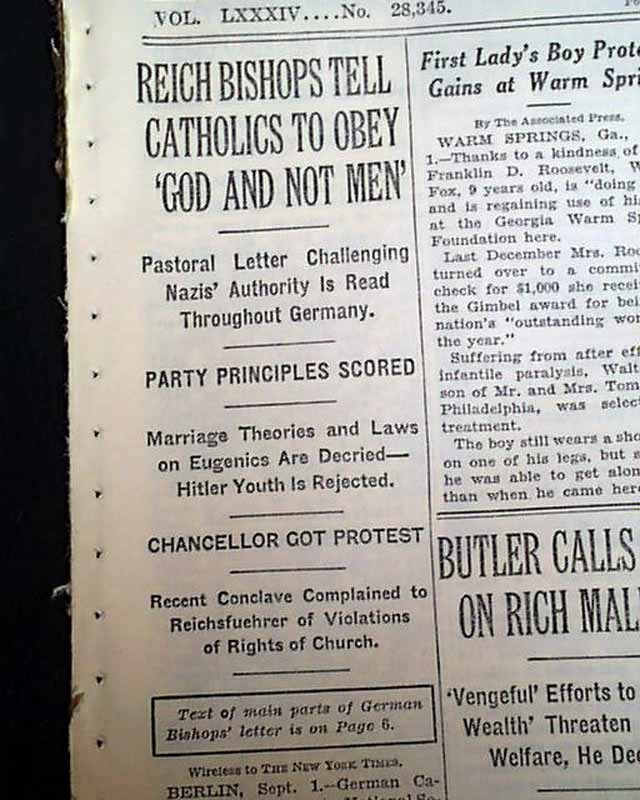 VOL. LXXXIV....No. 28,345.
REICH BISHOPS TELL
CATHOLICS TO OBEY
'GOD AND NOT MEN'
Pastoral Letter Challenging
Nazis' Authority Is Read
Throughout Germany.
PARTY PRINCIPLES SCORED
Marriage Theories and Laws
on Eugenics Are Decried—
Hitler Youth Is Rejected.
CHANCELLOR GOT PROTEST
Recent Conclave Complained to
Reichsfuehrer of Violations
of Rights of Church.
Text of main parts of German
Bishops' letter is on Page 6.
Wireless to THE NEW YORK TIMES.
BERLIN, Sept. 1.—German Ca-
First Lady's Boy
Gains at Warm
By The Associated Press.
WARM SPRINGS, Ga.,
1.—Thanks to a kindness of
Franklin D. Roosevelt,
Fox, 9 years old, is "doing
and is regaining use of
at the Georgia Warm
Foundation here.
Last December Mrs.
turned over to a
check for $1,000 she
the Gimbel award for
nation's "outstanding
the year."
Suffering from after
infantile paralysis,
son of Mr. and Mrs. Tom
Philadelphia, was
treatment.
The boy still wears a
on one of his legs, but
he was able to get
than when he came
BUTLER CALLS
ON RICH
'Vengeful' Efforts to
Wealth' Threaten
Welfare, He